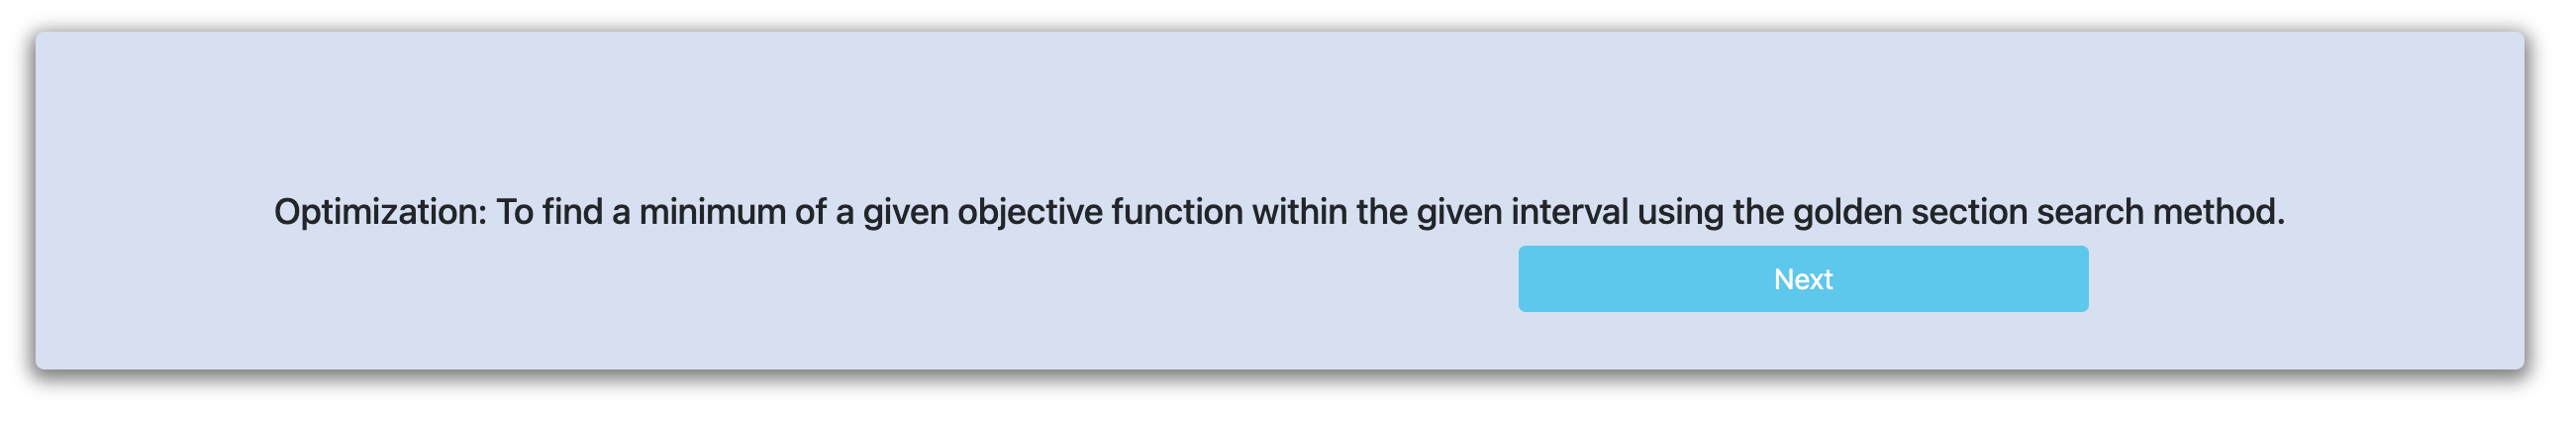 Optimization: To find a minimum of a given objective function within the given interval using the golden section search method.
Next